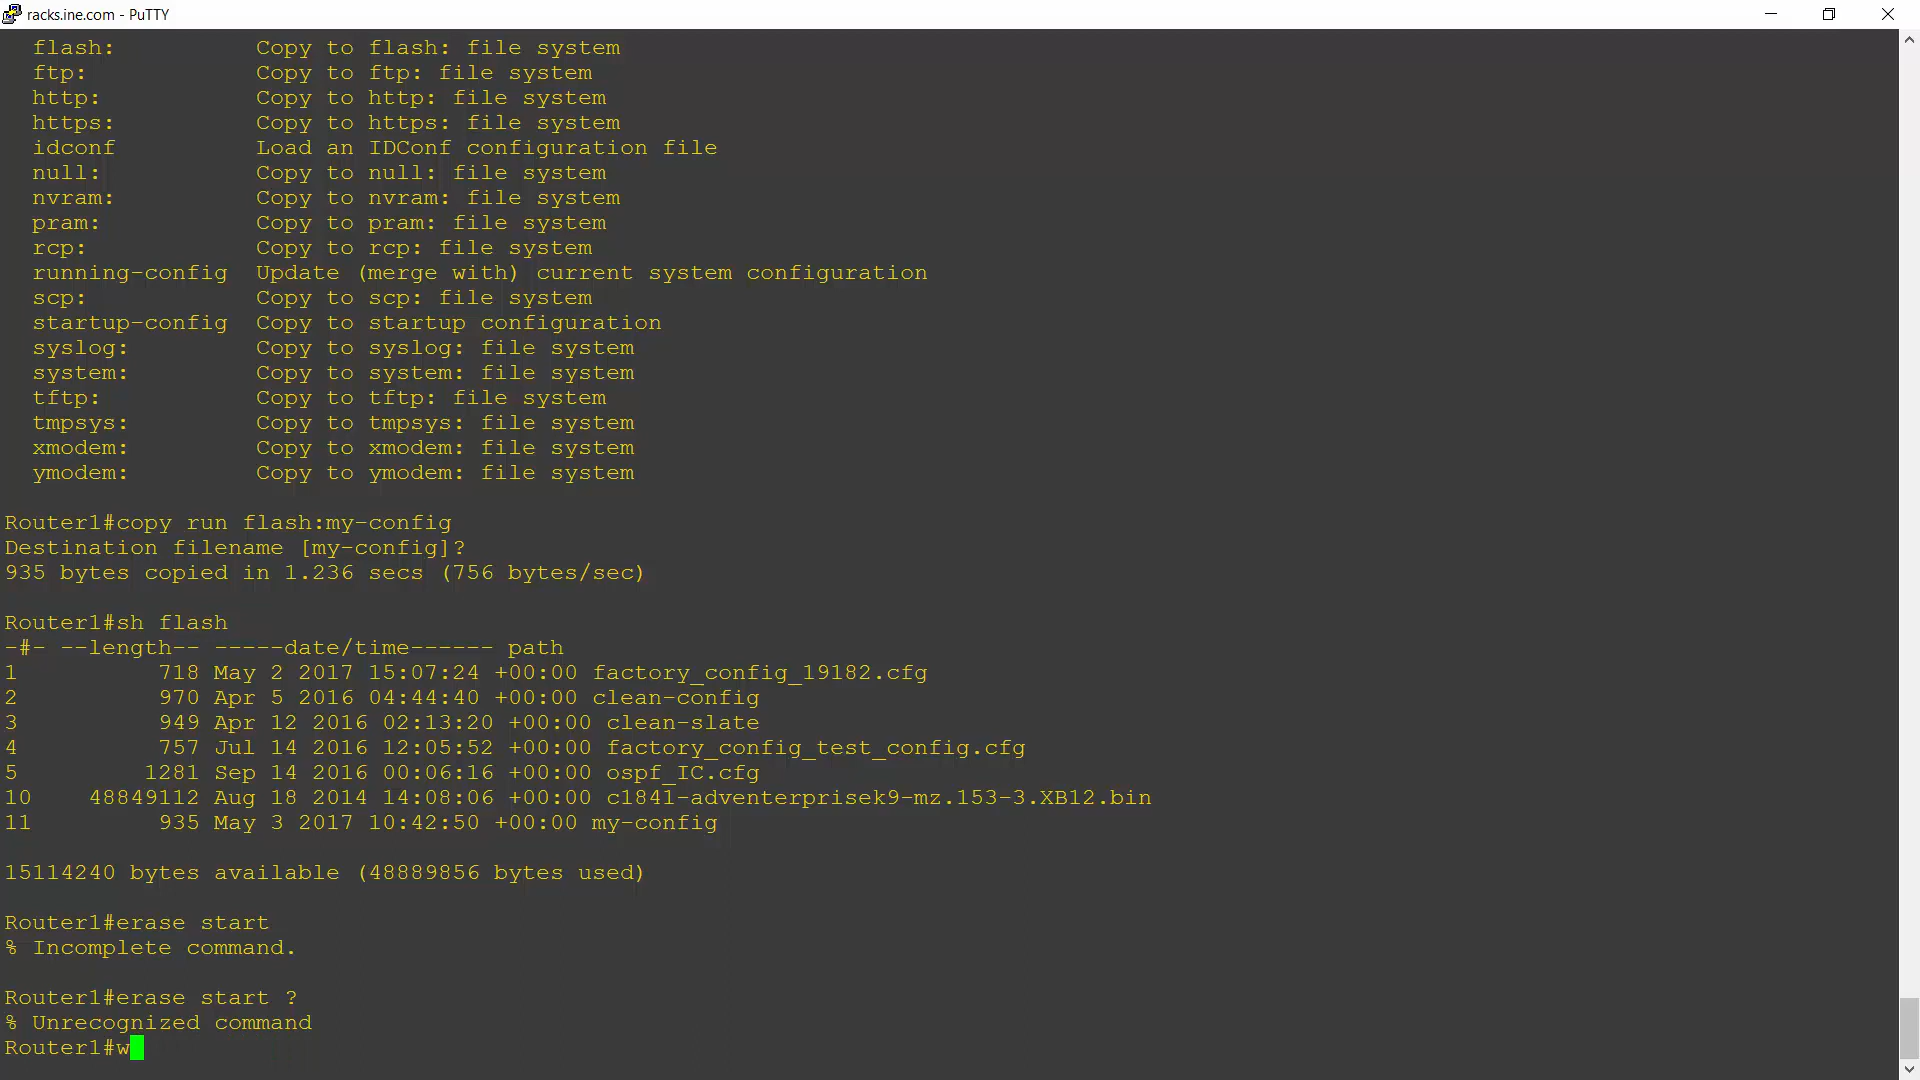 racks.ine.com - PuTTY
flash: Copy to flash: file system
ftp: Copy to ftp: file system
http: Copy to http: file system
https: Copy to https: file system
idconf Load an IDConf configuration file
null: Copy to null: file system
nvram: Copy to nvram: file system
pram: Copy to pram: file system
rcp: Copy to rcp: file system
running-config Update (merge with) current system configuration
scp: Copy to scp: file system
startup-config Copy to startup configuration
syslog: Copy to syslog: file system
system: Copy to system: file system
tftp: Copy to tftp: file system
tmpsys: Copy to tmpsys: file system
xmodem: Copy to xmodem: file system
ymodem: Copy to ymodem: file system
Router1#copy run flash:my-config
Destination filename [my-config]?
935 bytes copied in 1.236 secs (756 bytes/sec)
Router1#sh flash
-#- --length-- -----date/time------ path
1 718 May 2 2017 15:07:24 +00:00 factory_config_19182.cfg
2 970 Apr 5 2016 04:44:40 +00:00 clean-config
3 949 Apr 12 2016 02:13:20 +00:00 clean-slate
4 757 Jul 14 2016 12:05:52 +00:00 factory_config_test_config.cfg
5 1281 Sep 14 2016 00:06:16 +00:00 ospf_IC.cfg
10 48849112 Aug 18 2014 14:08:06 +00:00 c1841-adventerprisek9-mz.153-3.XB12.bin
11 935 May 3 2017 10:42:50 +00:00 my-config
15114240 bytes available (48889856 bytes used)
Router1#erase start
% Incomplete command.
Router1#erase start ?
% Unrecognized command
Router1#w